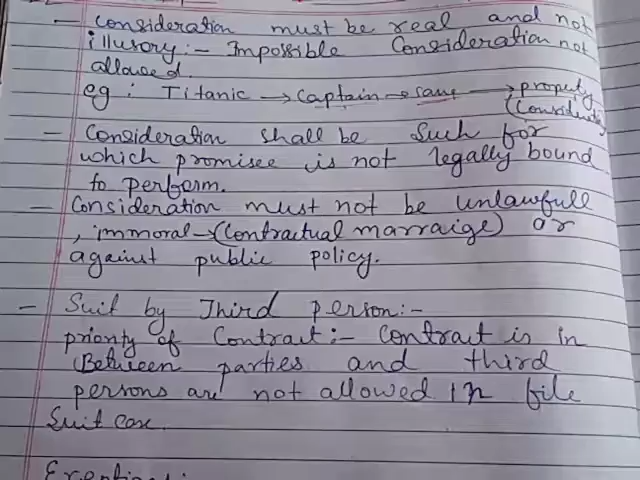 - Consideration must be real and not
illusory:- Impossible Consideration not
allowed.
eg: Titanic → Captain → save → property
(Consideratio
- Consideration shall be such for
which promisee is not legally bound
to perform.
- Consideration must not be unlawfull
, immoral → (Contractual marraige) or
against public policy.
- Suit by Third person:-
priority of Contract:- Contract is in
Between parties and third
persons are not allowed in file
Suit case
Exception: